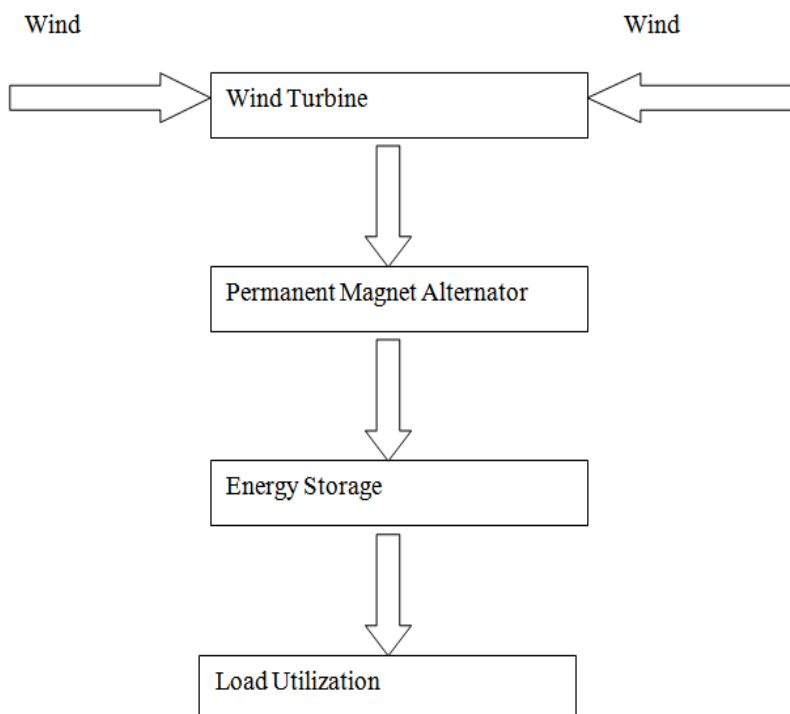 Wind
Wind
Wind Turbine
Permanent Magnet Alternator
Energy Storage
Load Utilization